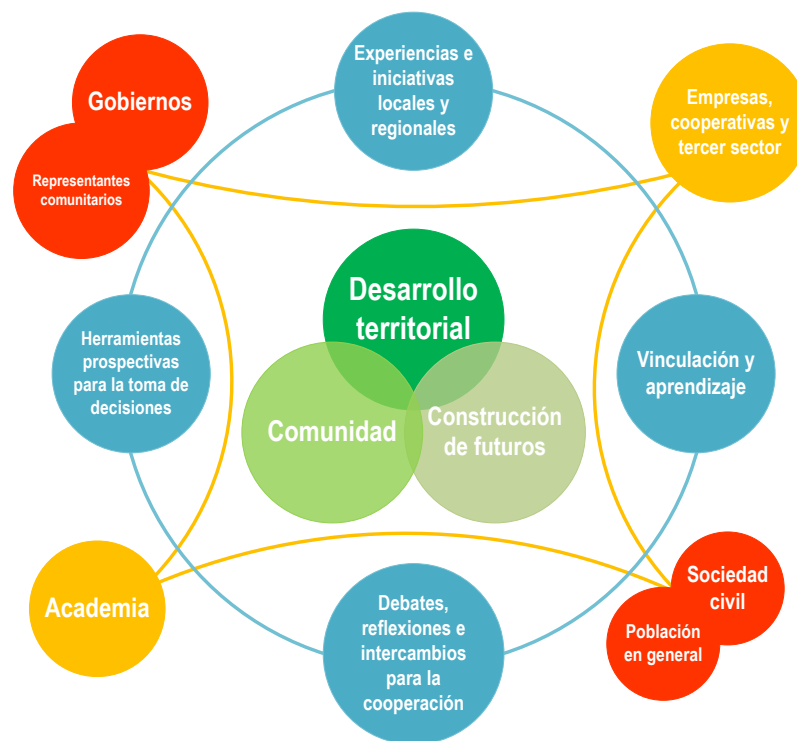 Experiencias e
iniciativas
locales y
regionales
Gobiernos
Representantes
comunitarios
Empresas,
cooperativas y
tercer sector
Desarrollo
territorial
Herramientas
prospectivas
para la toma de
decisiones
Vinculación y
aprendizaje
Comunidad
Construcción
de futuros
Academia
Debates,
reflexiones e
intercambios
para la
cooperación
Sociedad
civil
Población
en general